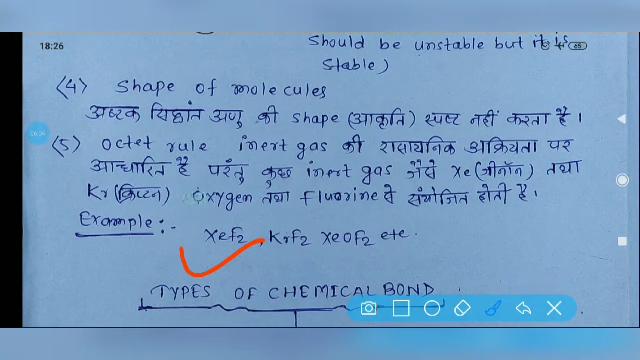 18:26
should be unstable but it is
stable)
(4) Shape of molecules
अष्टक सिद्धांत अणु की shape (आकृति) स्पष्ट नहीं करता है।
(5) Octet rule inert gas की रासायनिक अक्रियता पर
आधारित है परंतु कुछ inert gas जैसे Xe (जीनॉन) तथा
Kr (क्रिप्टन) oxygen तथा fluorine से संयोजित होती है।
Example:-
XeF2, KrF2 XeOF2 etc.
TYPES OF CHEMICAL BOND